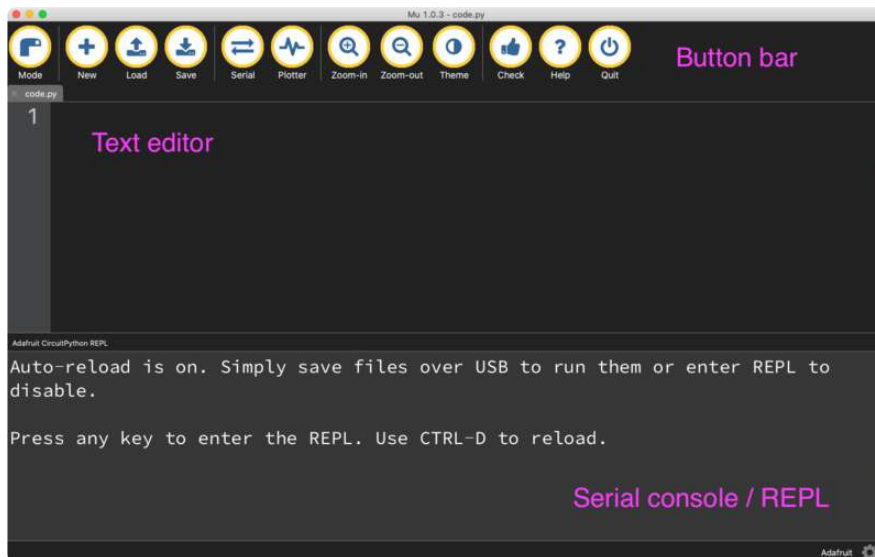 Mu 1.0.3 - code.py
Mode New Load Save Serial Plotter Zoom-in Zoom-out Theme Check Help Quit
Button bar
code.py
1
Text editor
Adafruit CircuitPython REPL
Auto-reload is on. Simply save files over USB to run them or enter REPL to
disable.
Press any key to enter the REPL. Use CTRL-D to reload.
Serial console / REPL
Adafruit